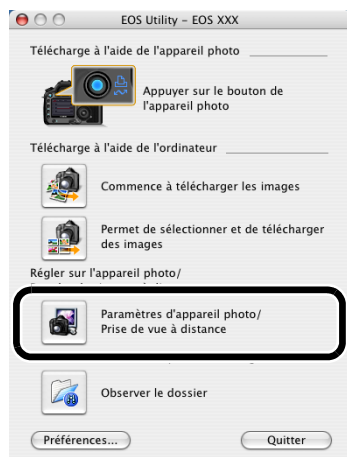 EOS Utility - EOS XXX
Télécharge à l'aide de l'appareil photo
Appuyer sur le bouton de
l'appareil photo
Télécharge à l'aide de l'ordinateur
Commence à télécharger les images
Permet de sélectionner et de télécharger
des images
Régler sur l'appareil photo/
Paramètres d'appareil photo/
Prise de vue à distance
Observer le dossier
Préférences...
Quitter